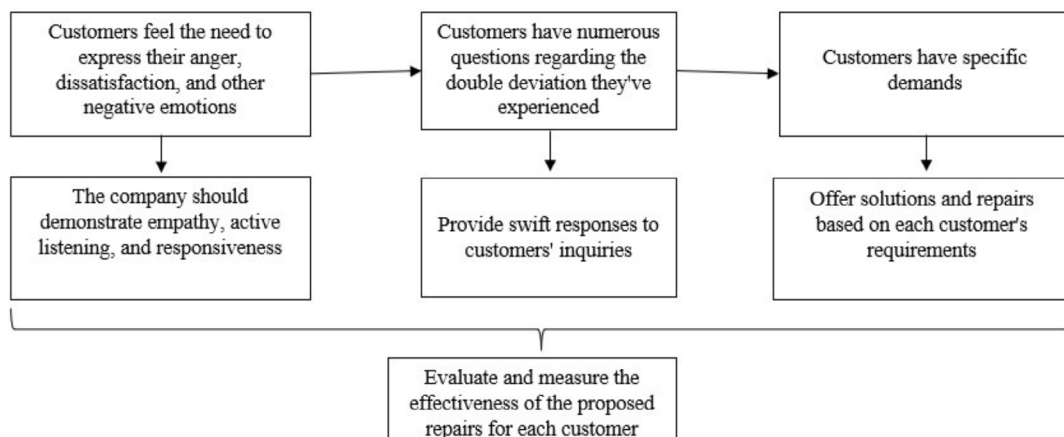 Customers feel the need to
express their anger,
dissatisfaction, and other
negative emotions
Customers have numerous
questions regarding the
double deviation they've
experienced
Customers have specific
demands
The company should
demonstrate empathy, active
listening, and responsiveness
Provide swift responses to
customers' inquiries
Offer solutions and repairs
based on each customer's
requirements
Evaluate and measure the
effectiveness of the proposed
repairs for each customer